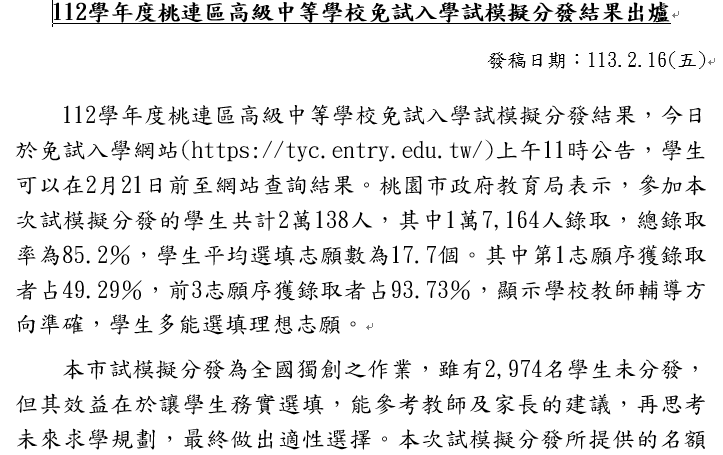 112學年度桃連區高級中等學校免試入學試模擬分發結果出爐
發稿日期：113.2.16(五)
112學年度桃連區高級中等學校免試入學試模擬分發結果，今日
於免試入學網站(https://tyc.entry.edu.tw/)上午11時公告，學生
可以在2月21日前至網站查詢結果。桃園市政府教育局表示，參加本
次試模擬分發的學生共計2萬138人，其中1萬7,164人錄取，總錄取
率為85.2％，學生平均選填志願數為17.7個。其中第1志願序獲錄取
者占49.29％，前3志願序獲錄取者占93.73％，顯示學校教師輔導方
向準確，學生多能選填理想志願。
本市試模擬分發為全國獨創之作業，雖有2,974名學生未分發，
但其效益在於讓學生務實選填，能參考教師及家長的建議，再思考
未來求學規劃，最終做出適性選擇。本次試模擬分發所提供的名額